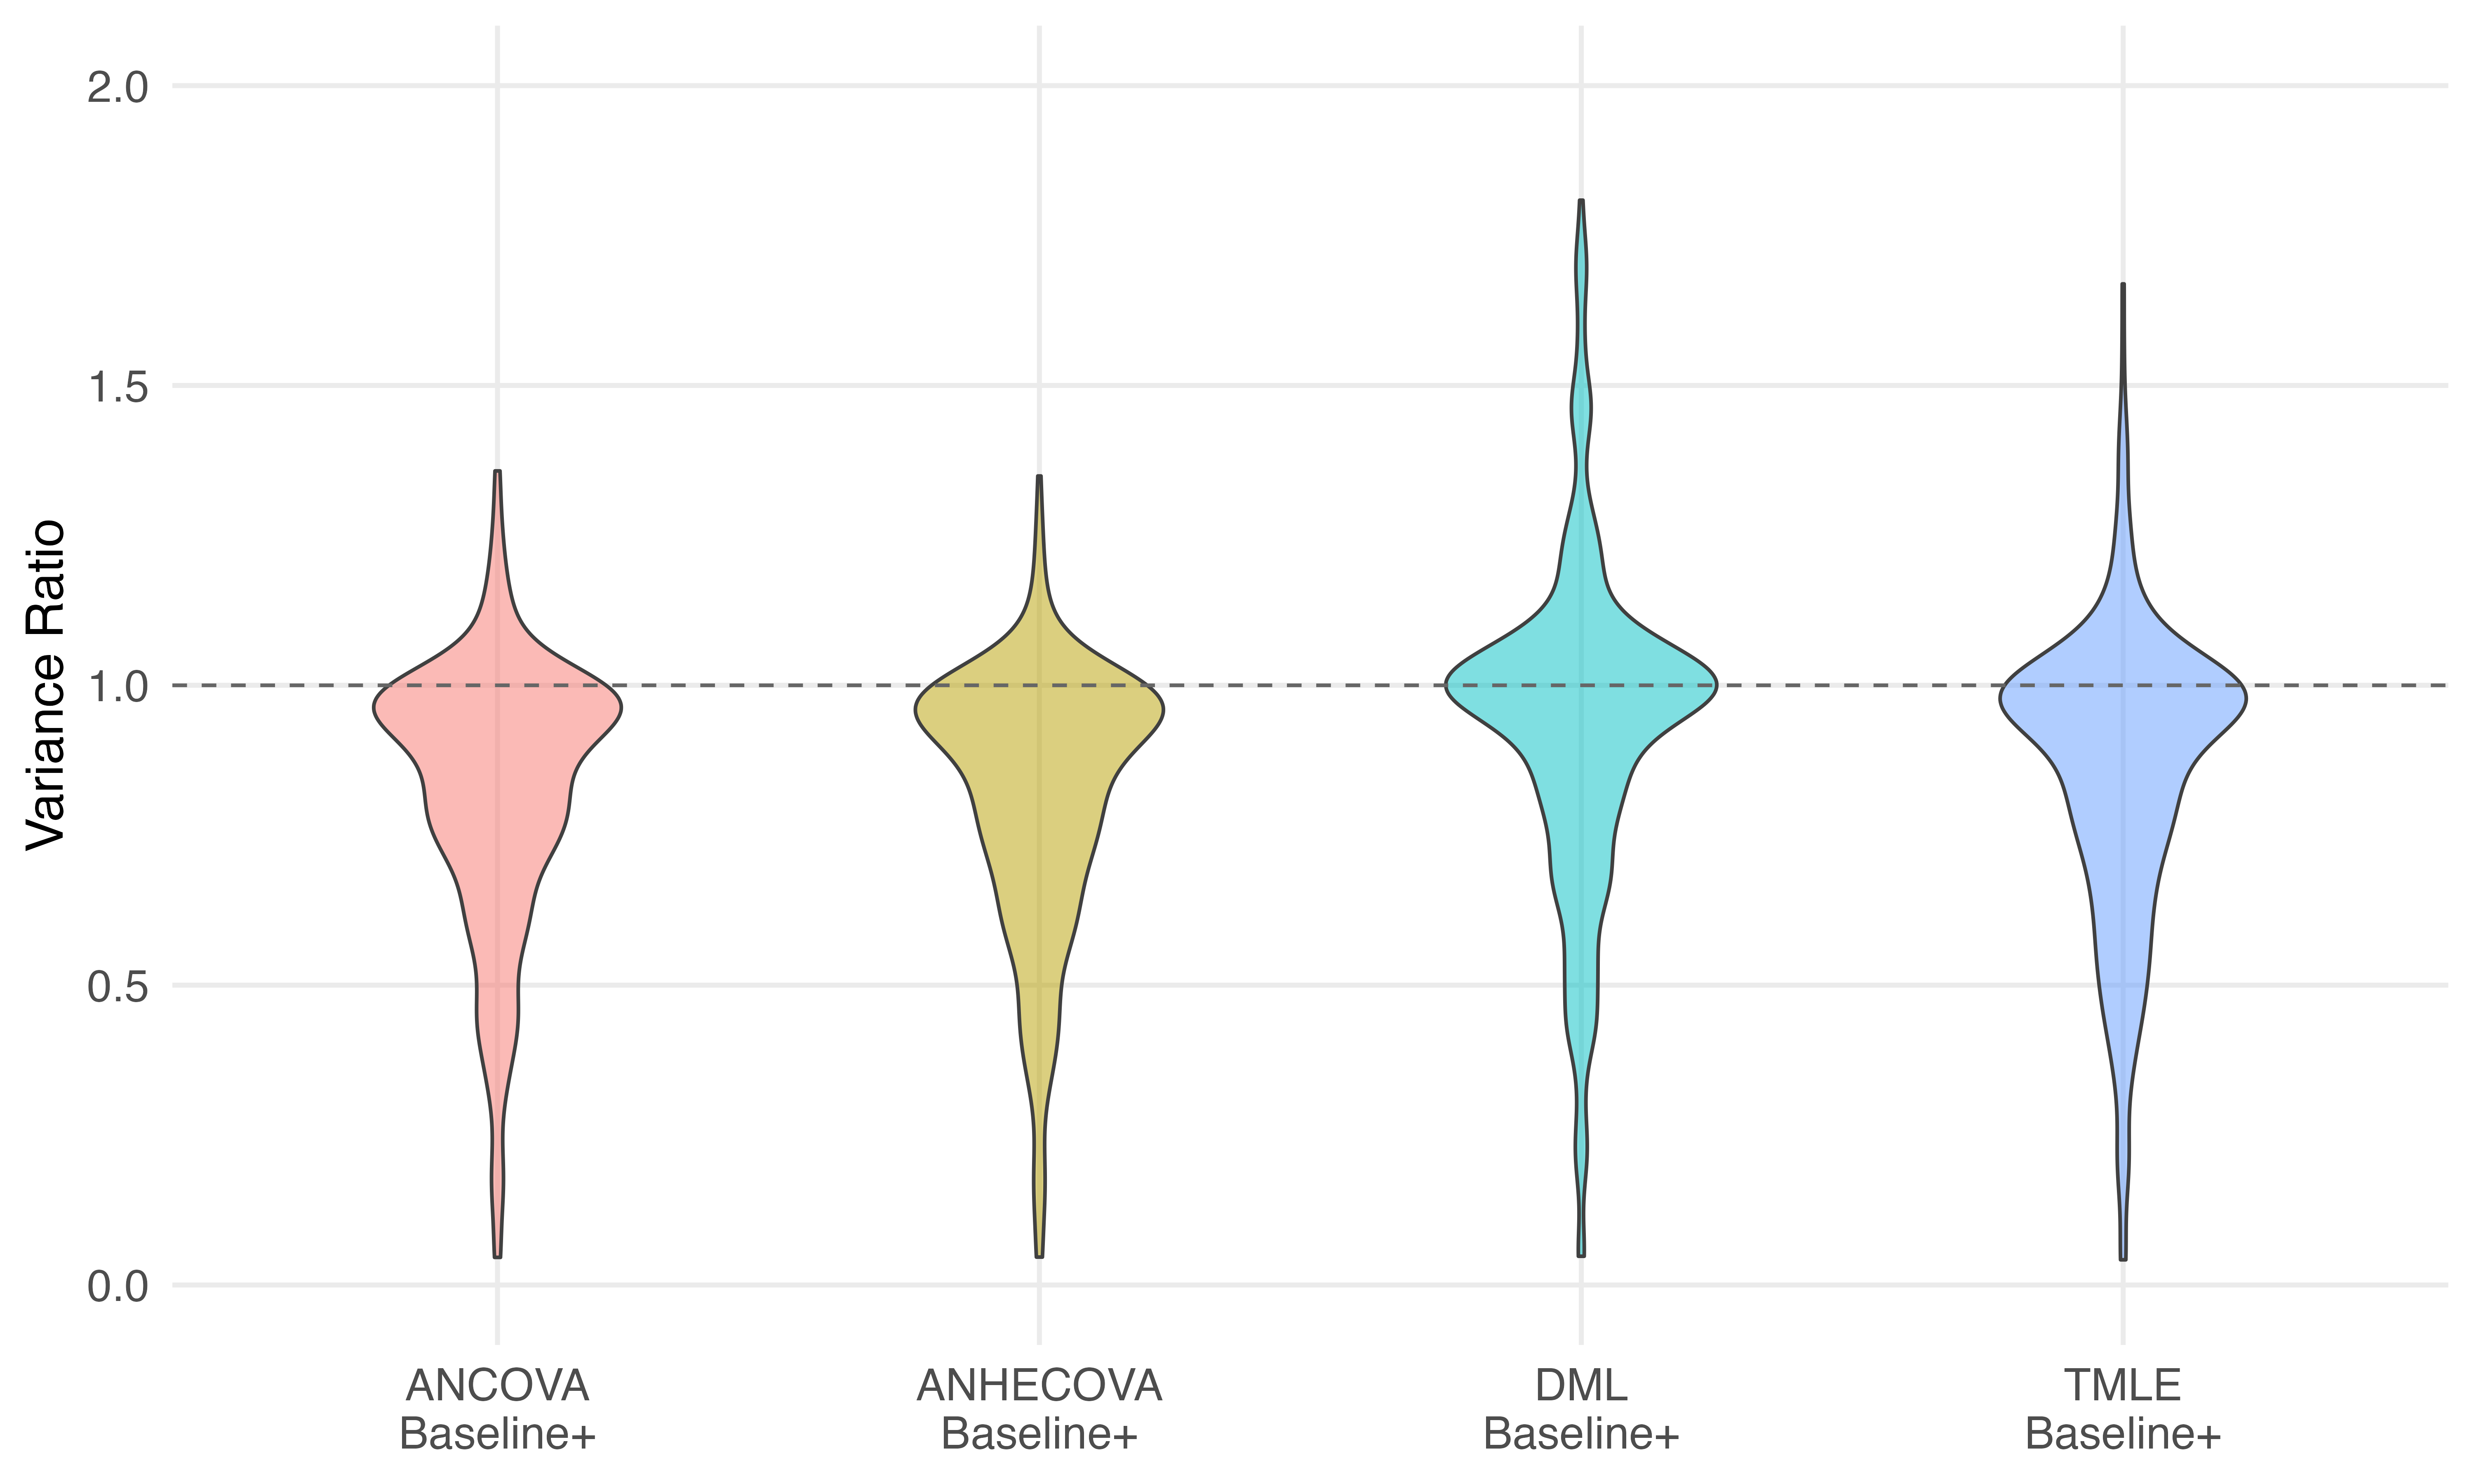 Variance Ratio
2.0
1.5
1.0
0.5
0.0
ANCOVA
Baseline+
ANHECOVA
Baseline+
DML
Baseline+
TMLE
Baseline+